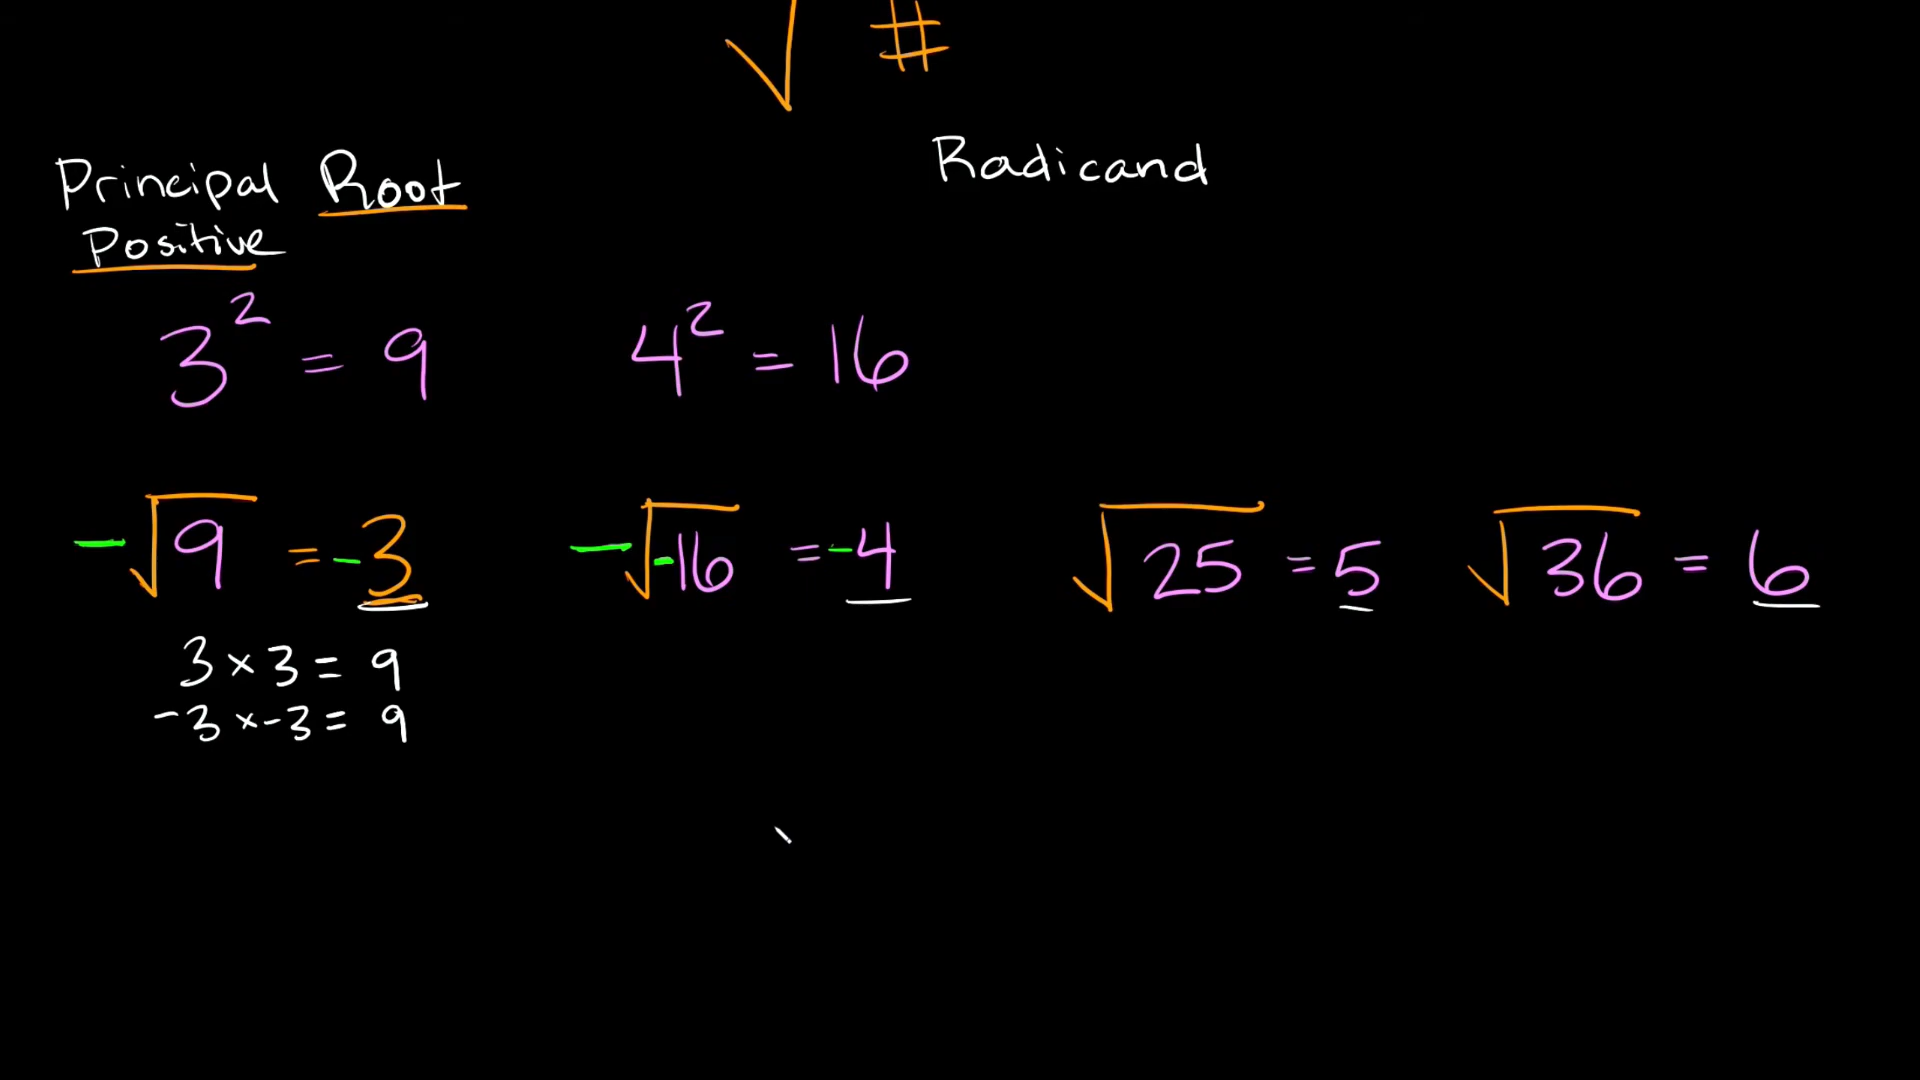 √ #
Radicand
Principal Root
Positive
3² = 9
4² = 16
-√9 = -3
-√-16 = -4
√25 = 5
√36 = 6
3 × 3 = 9
-3 × -3 = 9